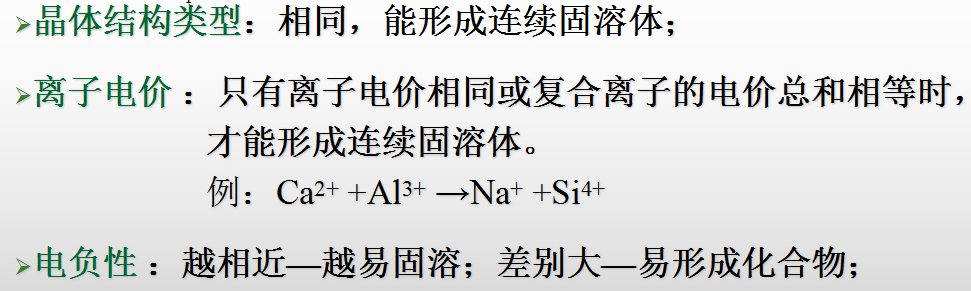 ➢晶体结构类型：相同，能形成连续固溶体；
➢离子电价 ：只有离子电价相同或复合离子的电价总和相等时，
才能形成连续固溶体。
例：Ca²⁺ +Al³⁺ →Na⁺ +Si⁴⁺
➢电负性 ：越相近—越易固溶；差别大—易形成化合物；